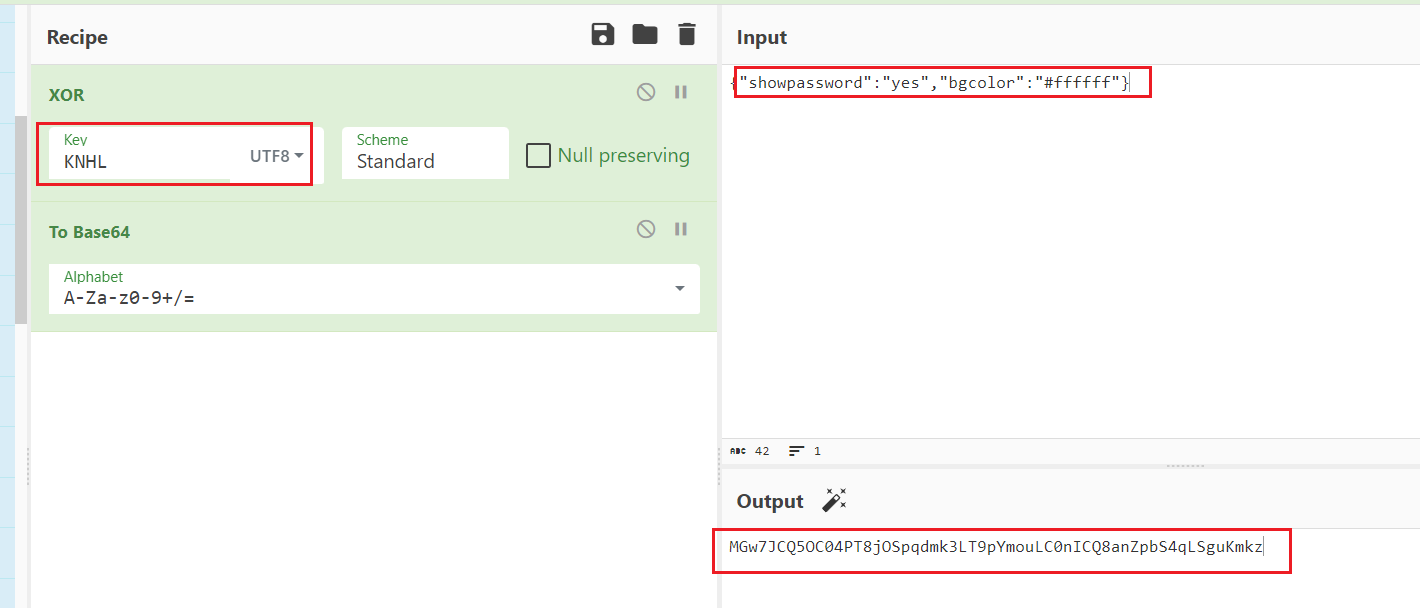 Recipe
XOR
Key
KNHL
UTF8
Scheme
Standard
Null preserving
To Base64
Alphabet
A-Za-z0-9+/=
Input
{"showpassword":"yes","bgcolor":"#ffffff"}
ABC 42 1
Output
MGw7JCQ5OC04PT8jOSpqdmk3LT9pYmouLC0nICQ8anZpbS4qLSguKmkz